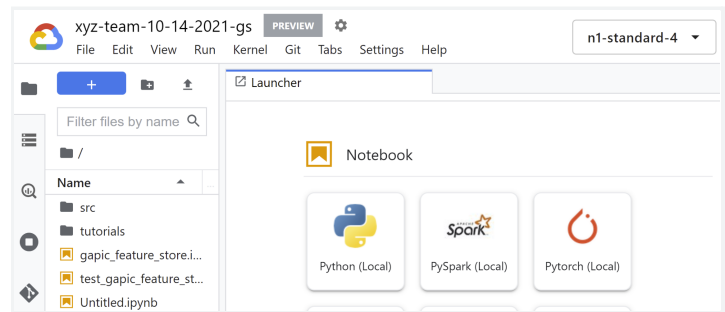 xyz-team-10-14-2021-gs PREVIEW
File Edit View Run Kernel Git Tabs Settings Help
n1-standard-4
Launcher
Filter files by name
/
Name
src
tutorials
gapic_feature_store.i...
test_gapic_feature_st...
Untitled.ipynb
Notebook
Python (Local)
APACHE
Spark
PySpark (Local)
Pytorch (Local)